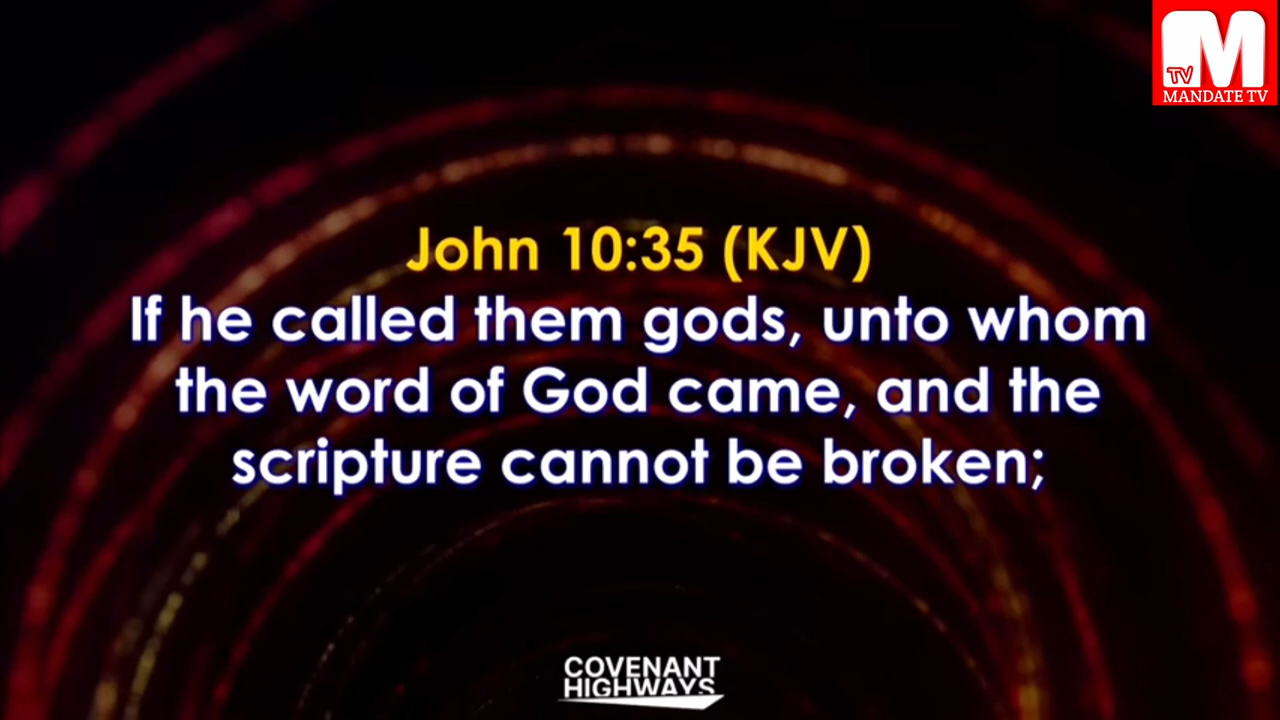 TV M
MANDATE TV
John 10:35 (KJV)
If he called them gods, unto whom
the word of God came, and the
scripture cannot be broken;
COVENANT
HIGHWAYS